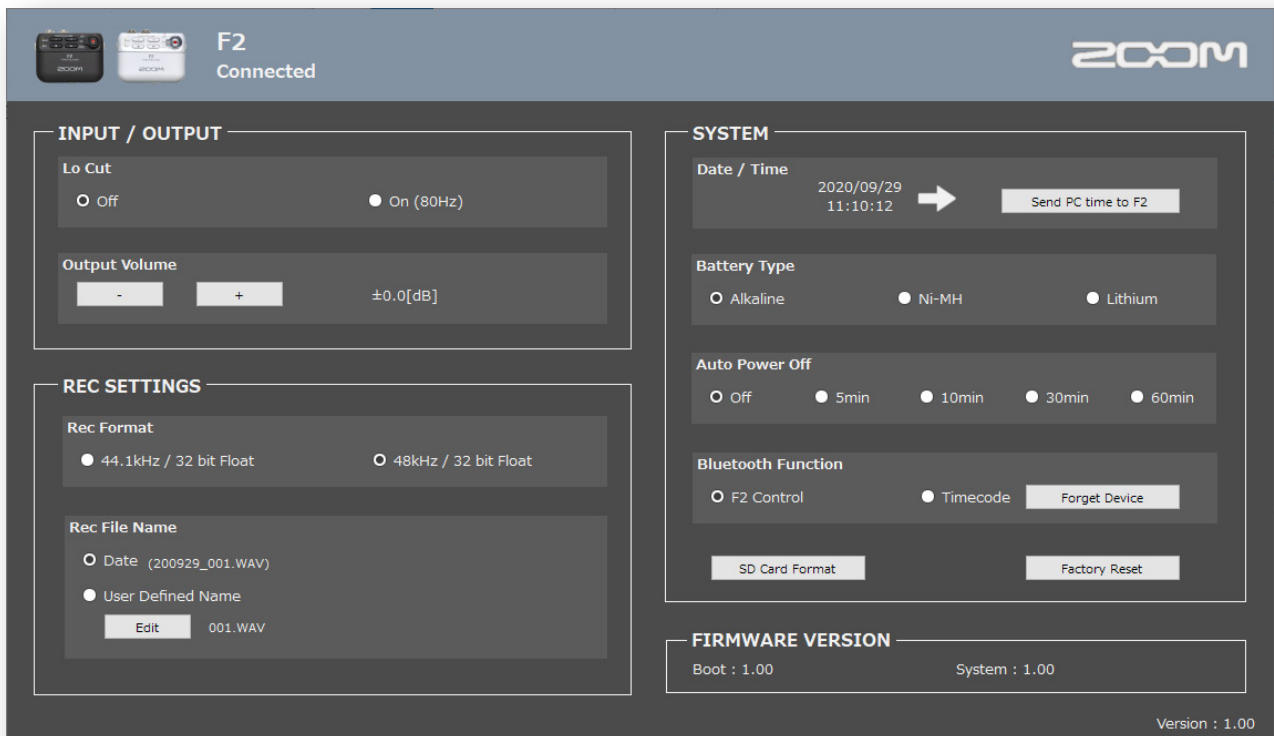 F2
Connected
ZOOM
INPUT / OUTPUT
Lo Cut
Off
On (80Hz)
Output Volume
-
+
±0.0[dB]
REC SETTINGS
Rec Format
44.1kHz / 32 bit Float
48kHz / 32 bit Float
Rec File Name
Date (200929_001.WAV)
User Defined Name
Edit
001.WAV
SYSTEM
Date / Time
2020/09/29
11:10:12
Send PC time to F2
Battery Type
Alkaline
Ni-MH
Lithium
Auto Power Off
Off
5min
10min
30min
60min
Bluetooth Function
F2 Control
Timecode
Forget Device
SD Card Format
Factory Reset
FIRMWARE VERSION
Boot : 1.00
System : 1.00
Version : 1.00